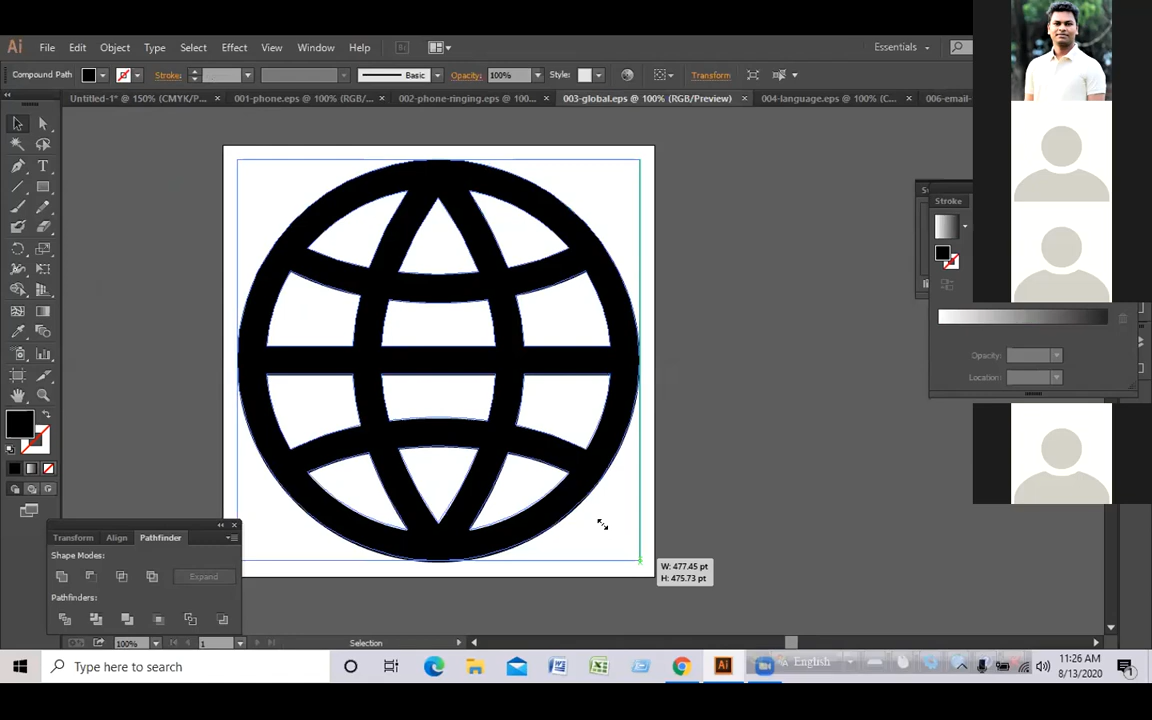 Ai File Edit Object Type Select Effect View Window Help Essentials
Compound Path Stroke: Basic Opacity: 100% Style: Transform
Untitled-1* @ 150% (CMYK/P... × 001-phone.eps @ 100% (RGB/... × 002-phone-ringing.eps @ 100... × 003-global.eps @ 100% (RGB/Preview) × 004-language.eps @ 100% (C... × 006-email-
Stroke
Opacity:
Location:
Transform Align Pathfinder
Shape Modes:
Expand
Pathfinders:
W: 477.45 pt
H: 475.73 pt
100% 1 Selection
Type here to search
English
11:26 AM
8/13/2020